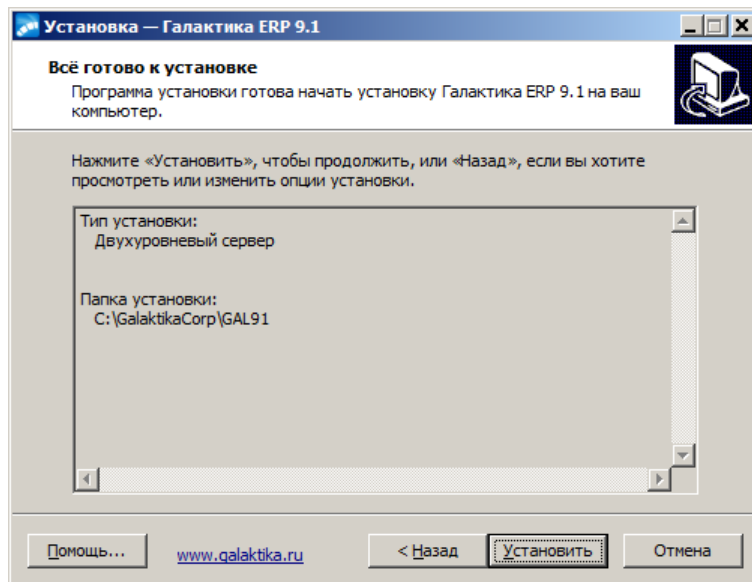 Установка — Галактика ERP 9.1
Всё готово к установке
Программа установки готова начать установку Галактика ERP 9.1 на ваш
компьютер.
Нажмите «Установить», чтобы продолжить, или «Назад», если вы хотите
просмотреть или изменить опции установки.
Тип установки:
Двухуровневый сервер
Папка установки:
C:\GalaktikaCorp\GAL91
Помощь...
www.galaktika.ru
< Назад
Установить
Отмена